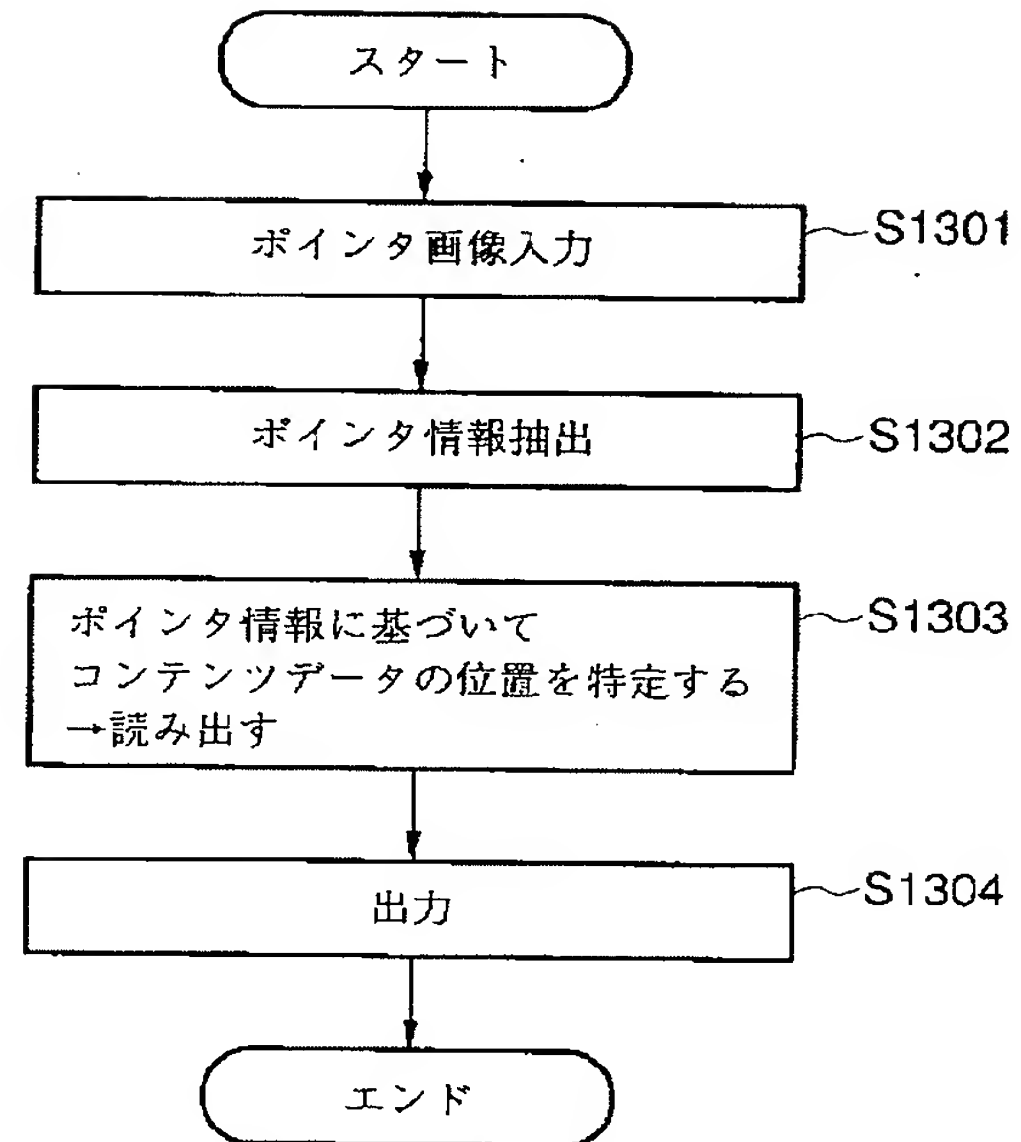 スタート
ポインタ画像入力
S1301
ポインタ情報抽出
S1302
ポインタ情報に基づいて
コンテンツデータの位置を特定する
→読み出す
S1303
出力
S1304
エンド